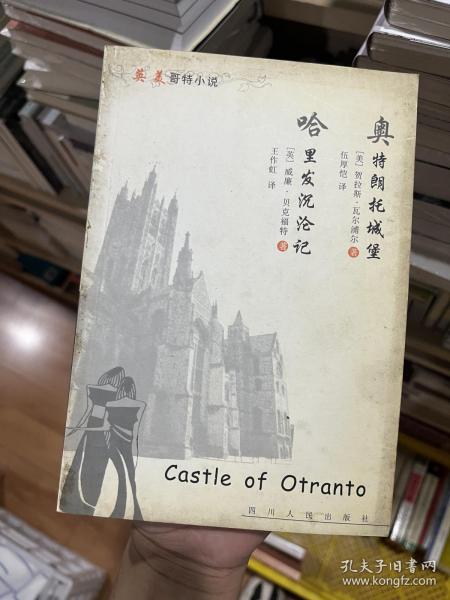 英美哥特小说
奥特朗托城堡
[美] 贺拉斯·瓦尔浦尔 著
伍厚恺 译
哈里发沉沦记
[英] 威廉·贝克福特 著
王作虹 译
Castle of Otranto
四川人民出版社
孔夫子旧书网
www.kongfz.com